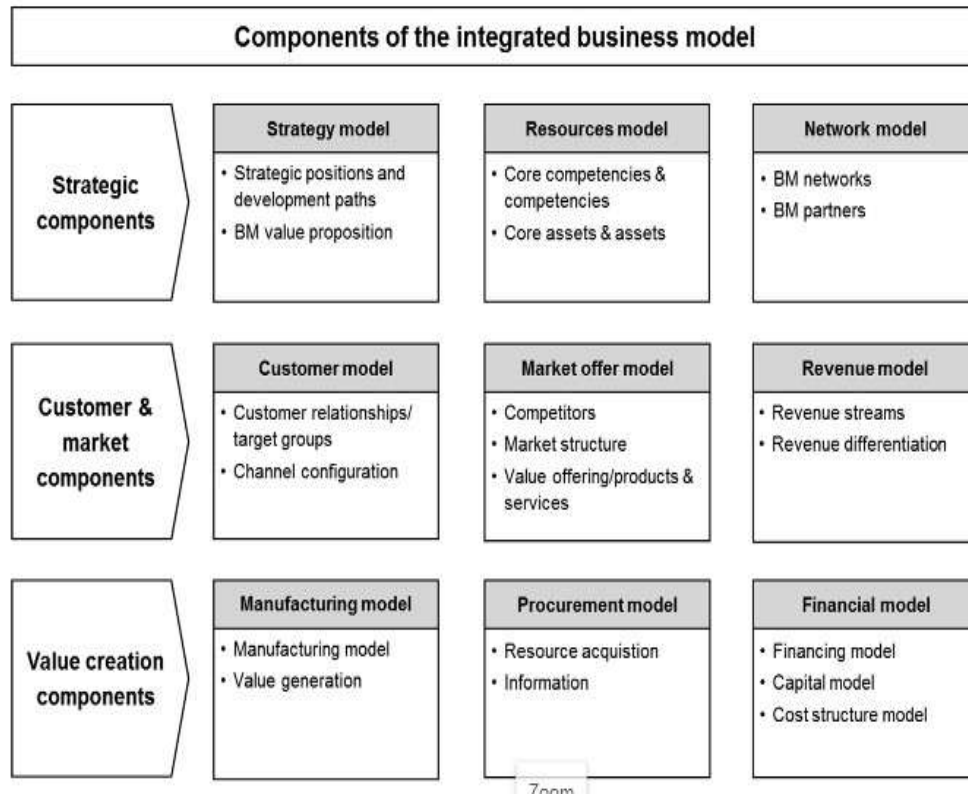 Components of the integrated business model
Strategic
components
Strategy model
• Strategic positions and
development paths
• BM value proposition
Resources model
• Core competencies &
competencies
• Core assets & assets
Network model
• BM networks
• BM partners
Customer &
market
components
Customer model
• Customer relationships/
target groups
• Channel configuration
Market offer model
• Competitors
• Market structure
• Value offering/products &
services
Revenue model
• Revenue streams
• Revenue differentiation
Value creation
components
Manufacturing model
• Manufacturing model
• Value generation
Procurement model
• Resource acquistion
• Information
Financial model
• Financing model
• Capital model
• Cost structure model
Zoom